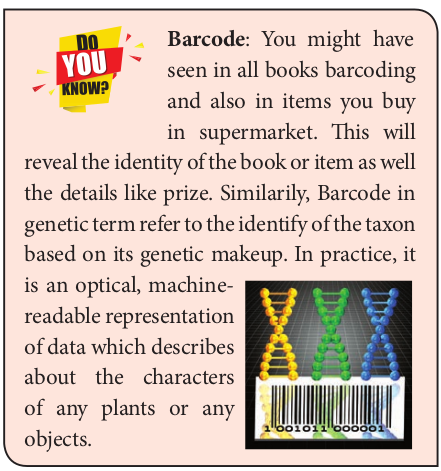 DO
YOU
KNOW?
Barcode: You might have
seen in all books barcoding
and also in items you buy
in supermarket. This will
reveal the identity of the book or item as well
the details like prize. Similarily, Barcode in
genetic term refer to the identify of the taxon
based on its genetic makeup. In practice, it
is an optical, machine-
readable representation
of data which describes
about the characters
of any plants or any
objects.
1 001011 000001